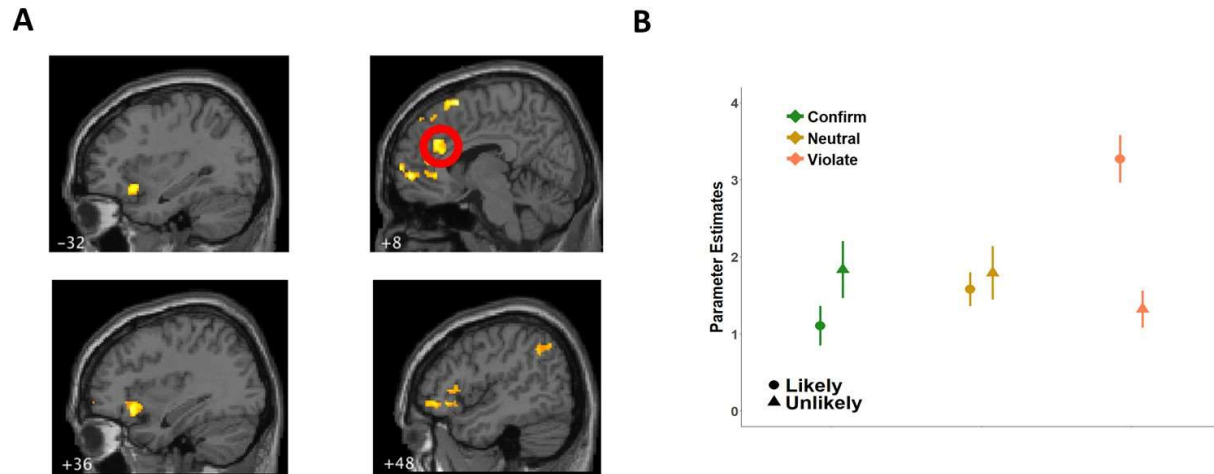 A
B
−32
+8
+36
+48
Parameter Estimates
4
3
2
1
0
Confirm
Neutral
Violate
Likely
Unlikely